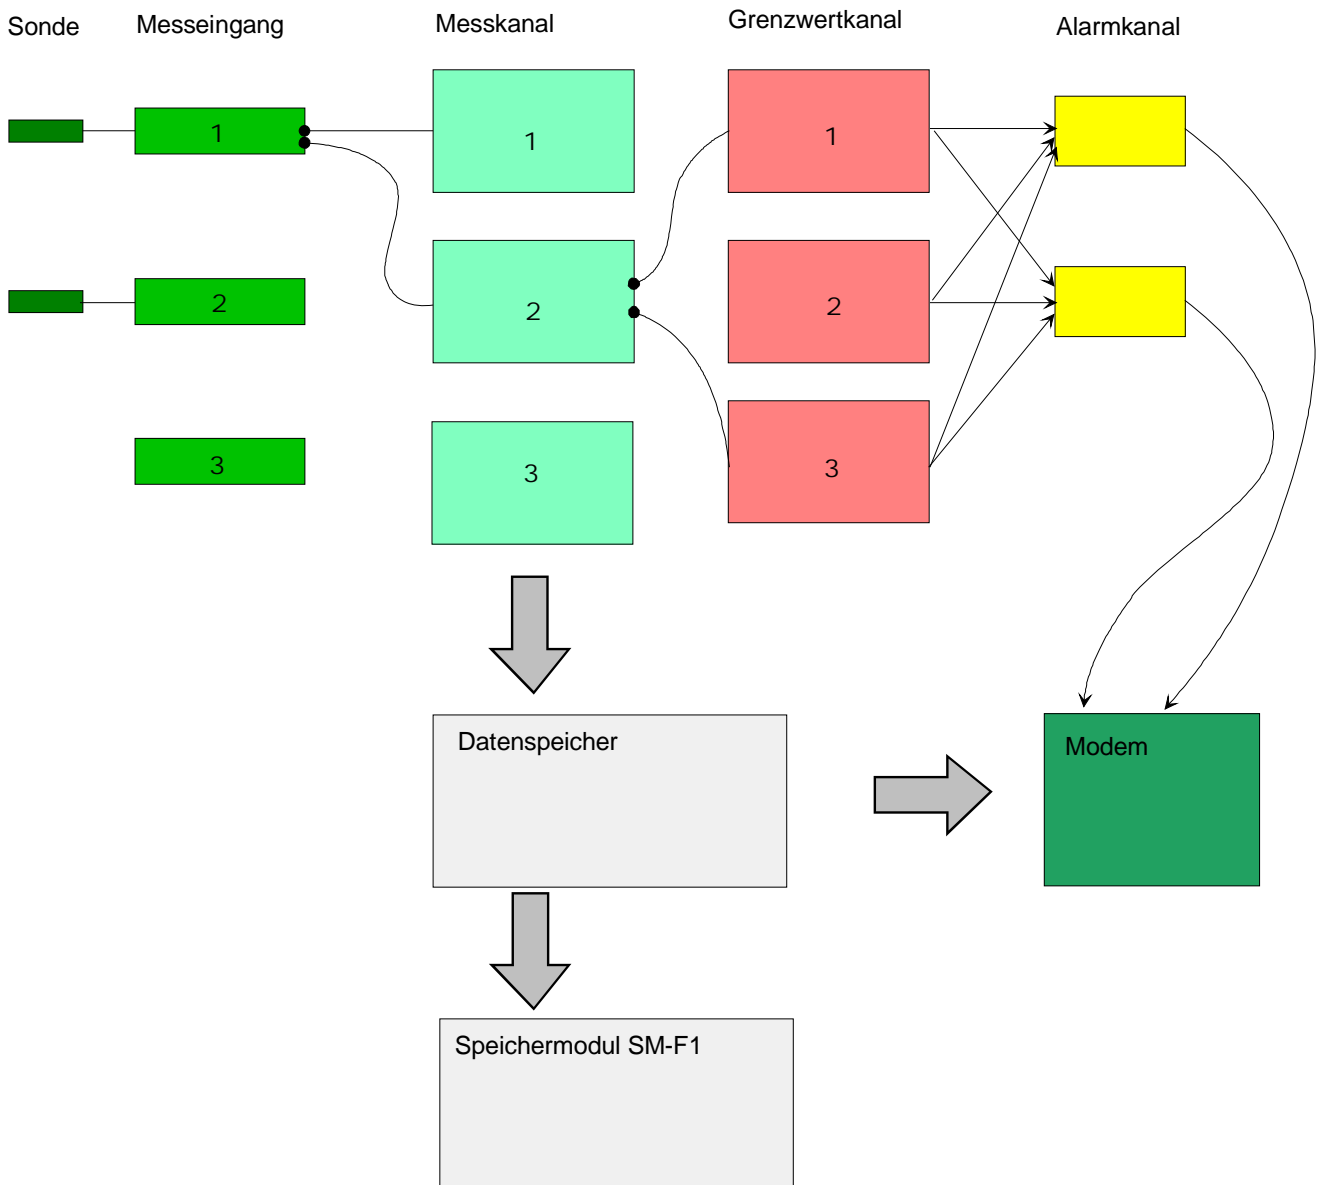 Sonde Messeingang Messkanal Grenzwertkanal Alarmkanal
1 1 1
2 2 2
3 3 3
Datenspeicher
Modem
Speichermodul SM-F1